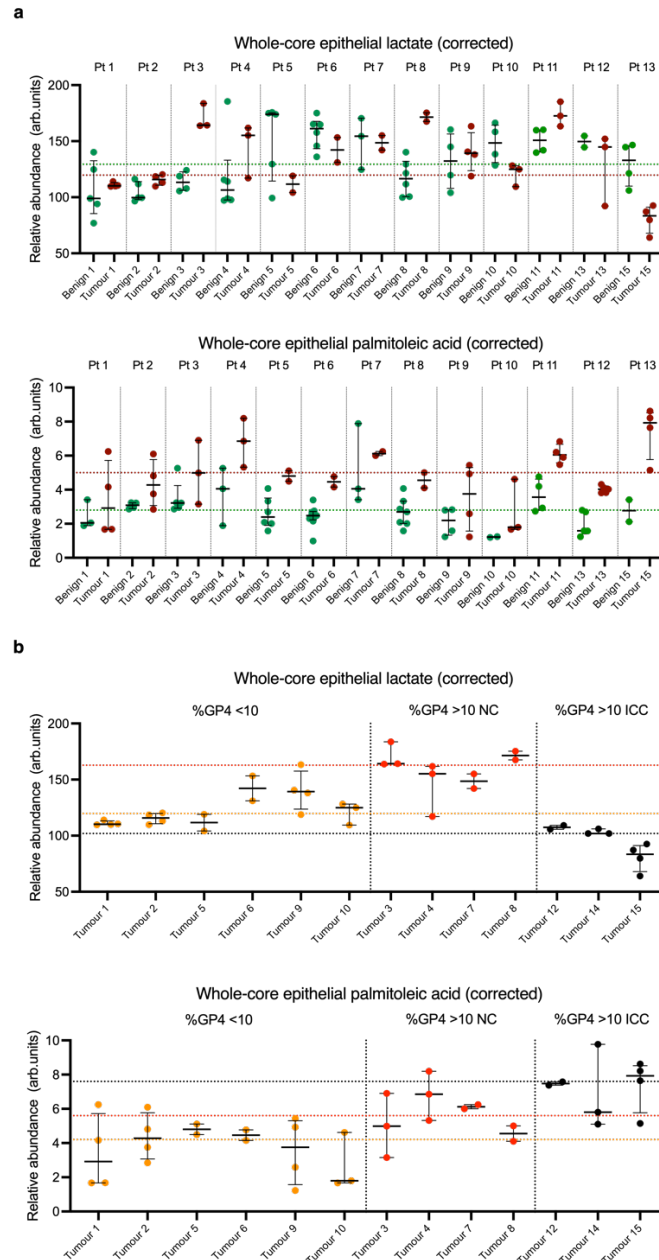 a
Whole-core epithelial lactate (corrected)
Pt 1 Pt 2 Pt 3 Pt 4 Pt 5 Pt 6 Pt 7 Pt 8 Pt 9 Pt 10 Pt 11 Pt 12 Pt 13
Relative abundance (arb.units)
200
150
100
50
Benign 1 Tumour 1 Benign 2 Tumour 2 Benign 3 Tumour 3 Benign 4 Tumour 4 Benign 5 Tumour 5 Benign 6 Tumour 6 Benign 7 Tumour 7 Benign 8 Tumour 8 Benign 9 Tumour 9 Benign 10 Tumour 10 Benign 11 Tumour 11 Benign 13 Tumour 13 Benign 15 Tumour 15
Whole-core epithelial palmitoleic acid (corrected)
Pt 1 Pt 2 Pt 3 Pt 4 Pt 5 Pt 6 Pt 7 Pt 8 Pt 9 Pt 10 Pt 11 Pt 12 Pt 13
Relative abundance (arb.units)
10
8
6
4
2
0
Benign 1 Tumour 1 Benign 2 Tumour 2 Benign 3 Tumour 3 Benign 4 Tumour 4 Benign 5 Tumour 5 Benign 6 Tumour 6 Benign 7 Tumour 7 Benign 8 Tumour 8 Benign 9 Tumour 9 Benign 10 Tumour 10 Benign 11 Tumour 11 Benign 13 Tumour 13 Benign 15 Tumour 15
b
Whole-core epithelial lactate (corrected)
%GP4 <10 %GP4 >10 NC %GP4 >10 ICC
Relative abundance (arb.units)
200
150
100
50
Tumour 1 Tumour 2 Tumour 5 Tumour 6 Tumour 9 Tumour 10 Tumour 3 Tumour 4 Tumour 7 Tumour 8 Tumour 12 Tumour 14 Tumour 15
Whole-core epithelial palmitoleic acid (corrected)
%GP4 <10 %GP4 >10 NC %GP4 >10 ICC
Relative abundance (arb.units)
10
8
6
4
2
0
Tumour 1 Tumour 2 Tumour 5 Tumour 6 Tumour 9 Tumour 10 Tumour 3 Tumour 4 Tumour 7 Tumour 8 Tumour 12 Tumour 14 Tumour 15